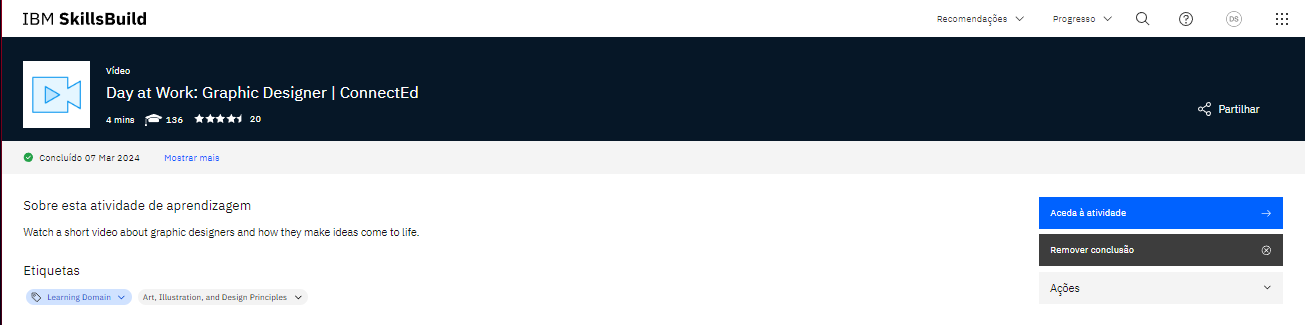 IBM SkillsBuild
Recomendações
Progresso
DS
Vídeo
Day at Work: Graphic Designer | ConnectEd
4 mins 136 20
Partilhar
Concluído 07 Mar 2024 Mostrar mais
Sobre esta atividade de aprendizagem
Watch a short video about graphic designers and how they make ideas come to life.
Etiquetas
Learning Domain
Art, Illustration, and Design Principles
Aceda à atividade
Remover conclusão
Ações